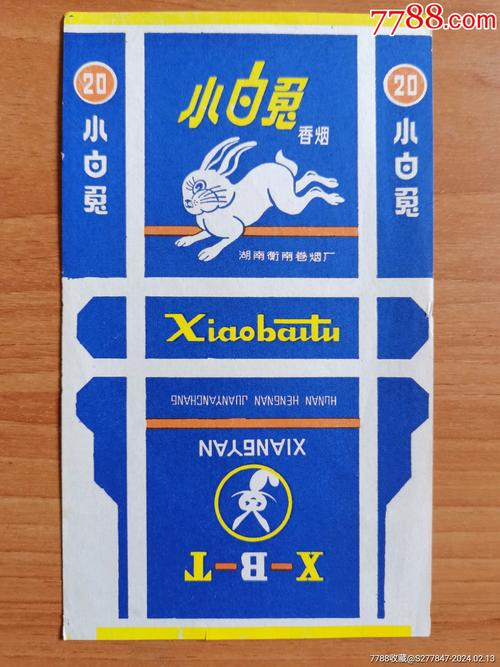 7788.com
20
小白兔
香烟
20
小白兔
小白兔
湖南衡南卷烟厂
Xiaobaitu
HUNAN HENGNAN JUANYANCHANG
XIANGYAN
X-B-T
7788收藏@S277847-2024.02.13